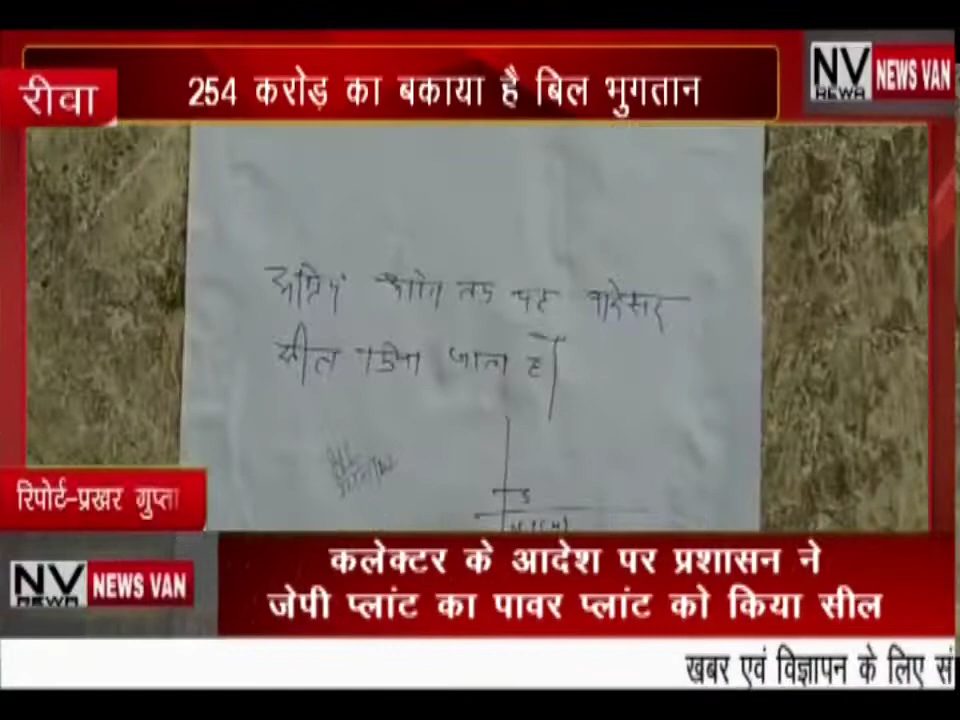 254 करोड़ का बकाया है बिल भुगतान
NV
REWA
NEWS VAN
रीवा
सील किया जाता है।
रिपोर्ट-प्रखर गुप्ता
कलेक्टर के आदेश पर प्रशासन ने
जेपी प्लांट का पावर प्लांट को किया सील
NV
REWA
NEWS VAN
खबर एवं विज्ञापन के लिए